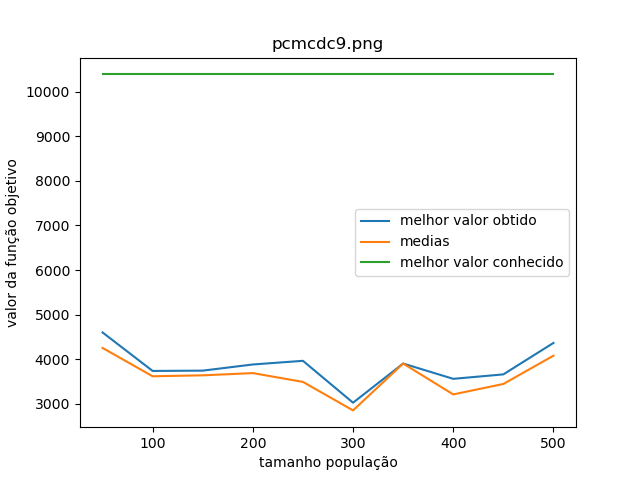 pcmcdc9.png
valor da função objetivo
10000
9000
8000
7000
6000
5000
4000
3000
melhor valor obtido
medias
melhor valor conhecido
100 200 300 400 500
tamanho população